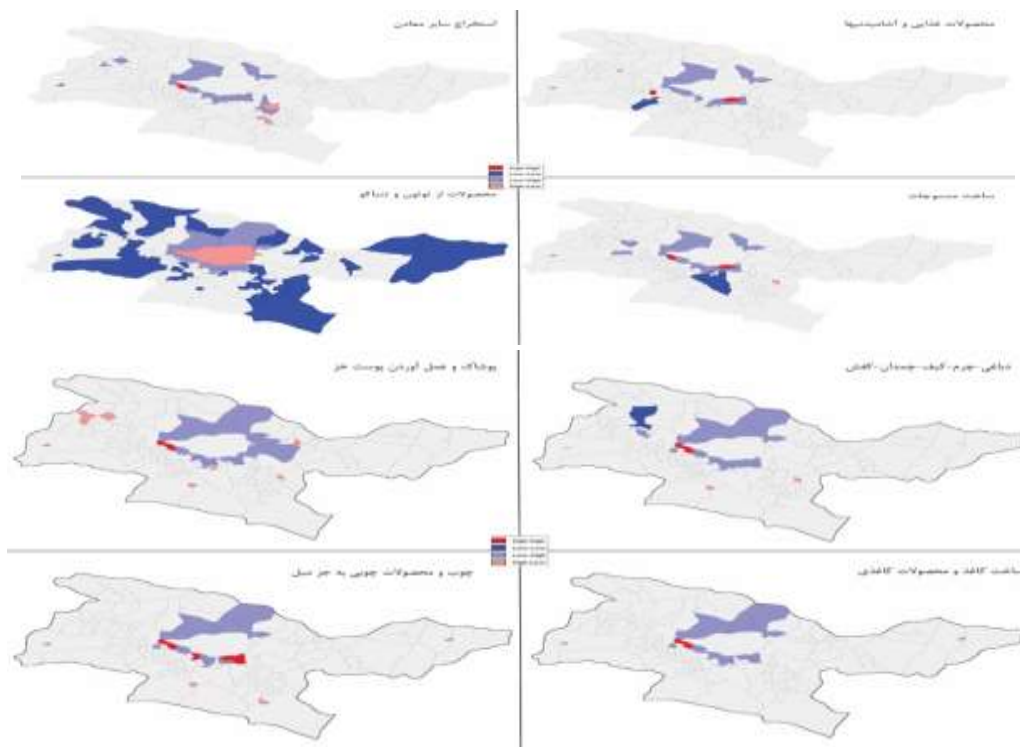 محصولات غذایی و آشامیدنیها
استخراج سایر معادن
ساخت منسوجات
محصولات از توتون و تنباکو
دباغی-چرم-کیف-چمدان-کفش
پوشاک و عمل آوردن پوست خز
ساخت کاغذ و محصولات کاغذی
چوب و محصولات چوبی به جز مبل